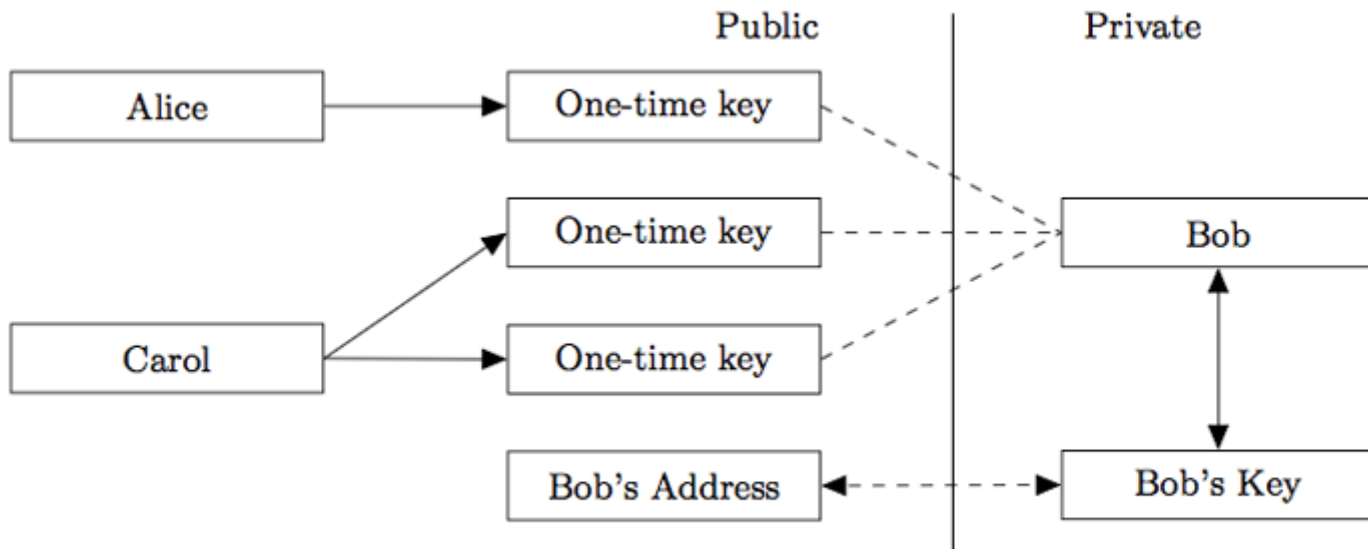 Public
Private
Alice
One-time key
One-time key
Bob
Carol
One-time key
Bob’s Address
Bob’s Key